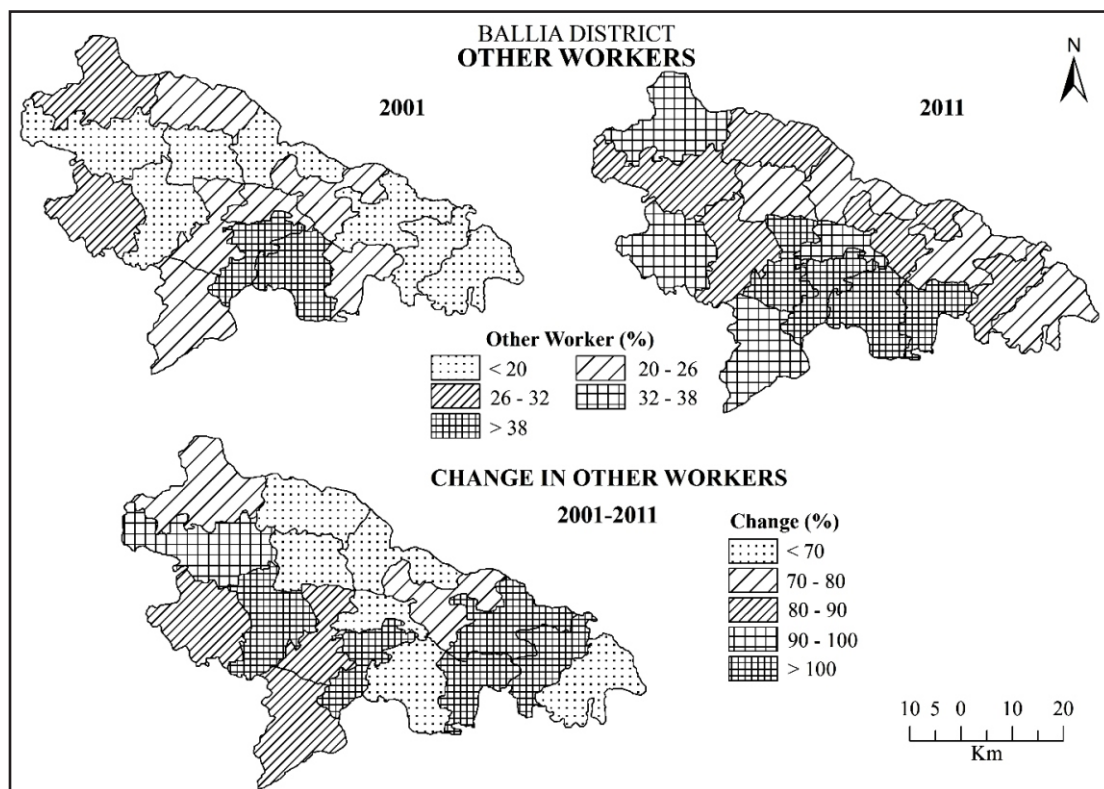 BALLIA DISTRICT
OTHER WORKERS
N
2001
2011
Other Worker (%)
< 20
20 - 26
26 - 32
32 - 38
> 38
CHANGE IN OTHER WORKERS
2001-2011
Change (%)
< 70
70 - 80
80 - 90
90 - 100
> 100
10 5 0 10 20
Km